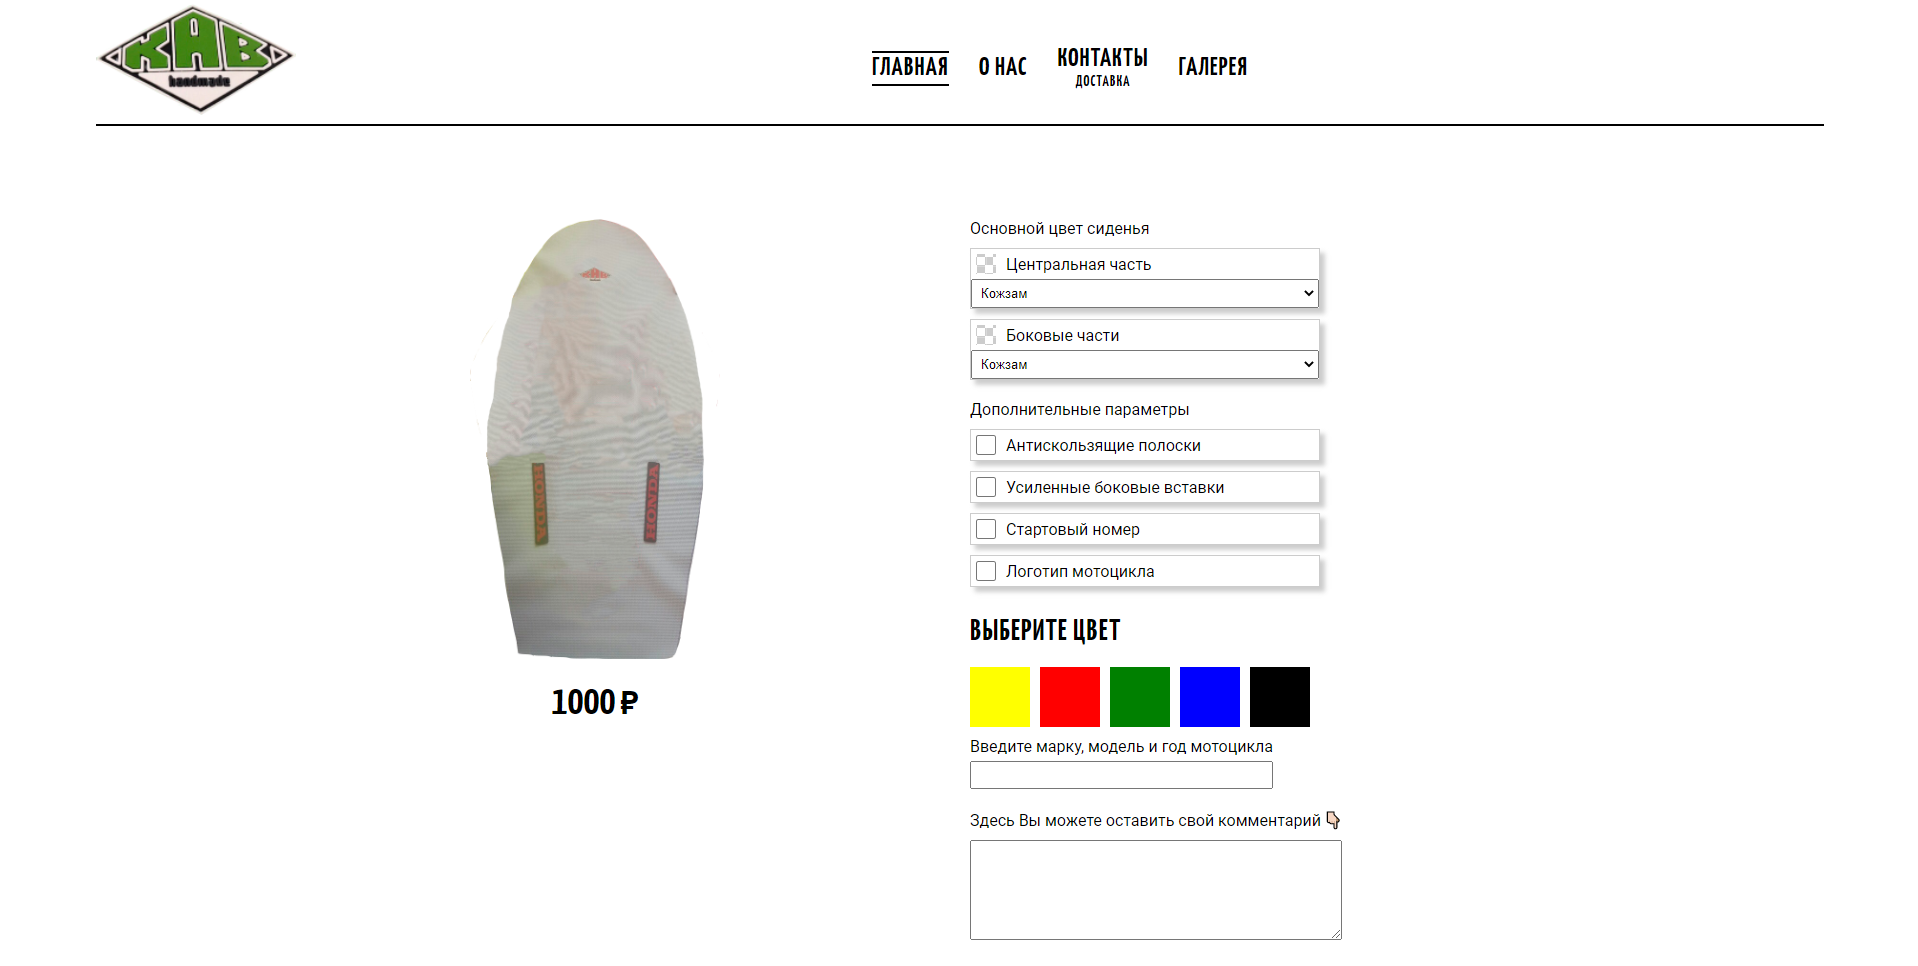 КАВ
handmade
ГЛАВНАЯ
О НАС
КОНТАКТЫ
ДОСТАВКА
ГАЛЕРЕЯ
HONDA
HONDA
1000 ₽
Основной цвет сиденья
Центральная часть
Кожзам
Боковые части
Кожзам
Дополнительные параметры
Антискользящие полоски
Усиленные боковые вставки
Стартовый номер
Логотип мотоцикла
ВЫБЕРИТЕ ЦВЕТ
Введите марку, модель и год мотоцикла
Здесь Вы можете оставить свой комментарий